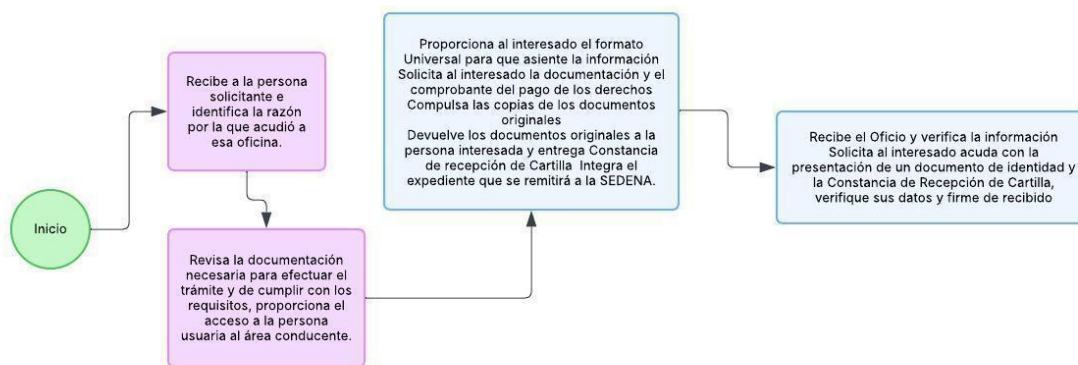 Inicio
Recibe a la persona
solicitante e
identifica la razón
por la que acudió a
esa oficina.
Revisa la documentación
necesaria para efectuar el
trámite y de cumplir con los
requisitos, proporciona el
acceso a la persona
usuaria al área conducente.
Proporciona al interesado el formato
Universal para que asiente la información
Solicita al interesado la documentación y el
comprobante del pago de los derechos
Compulsa las copias de los documentos
originales
Devuelve los documentos originales a la
persona interesada y entrega Constancia
de recepción de Cartilla Integra el
expediente que se remitirá a la SEDENA.
Recibe el Oficio y verifica la información
Solicita al interesado acuda con la
presentación de un documento de identidad y
la Constancia de Recepción de Cartilla,
verifique sus datos y firme de recibido